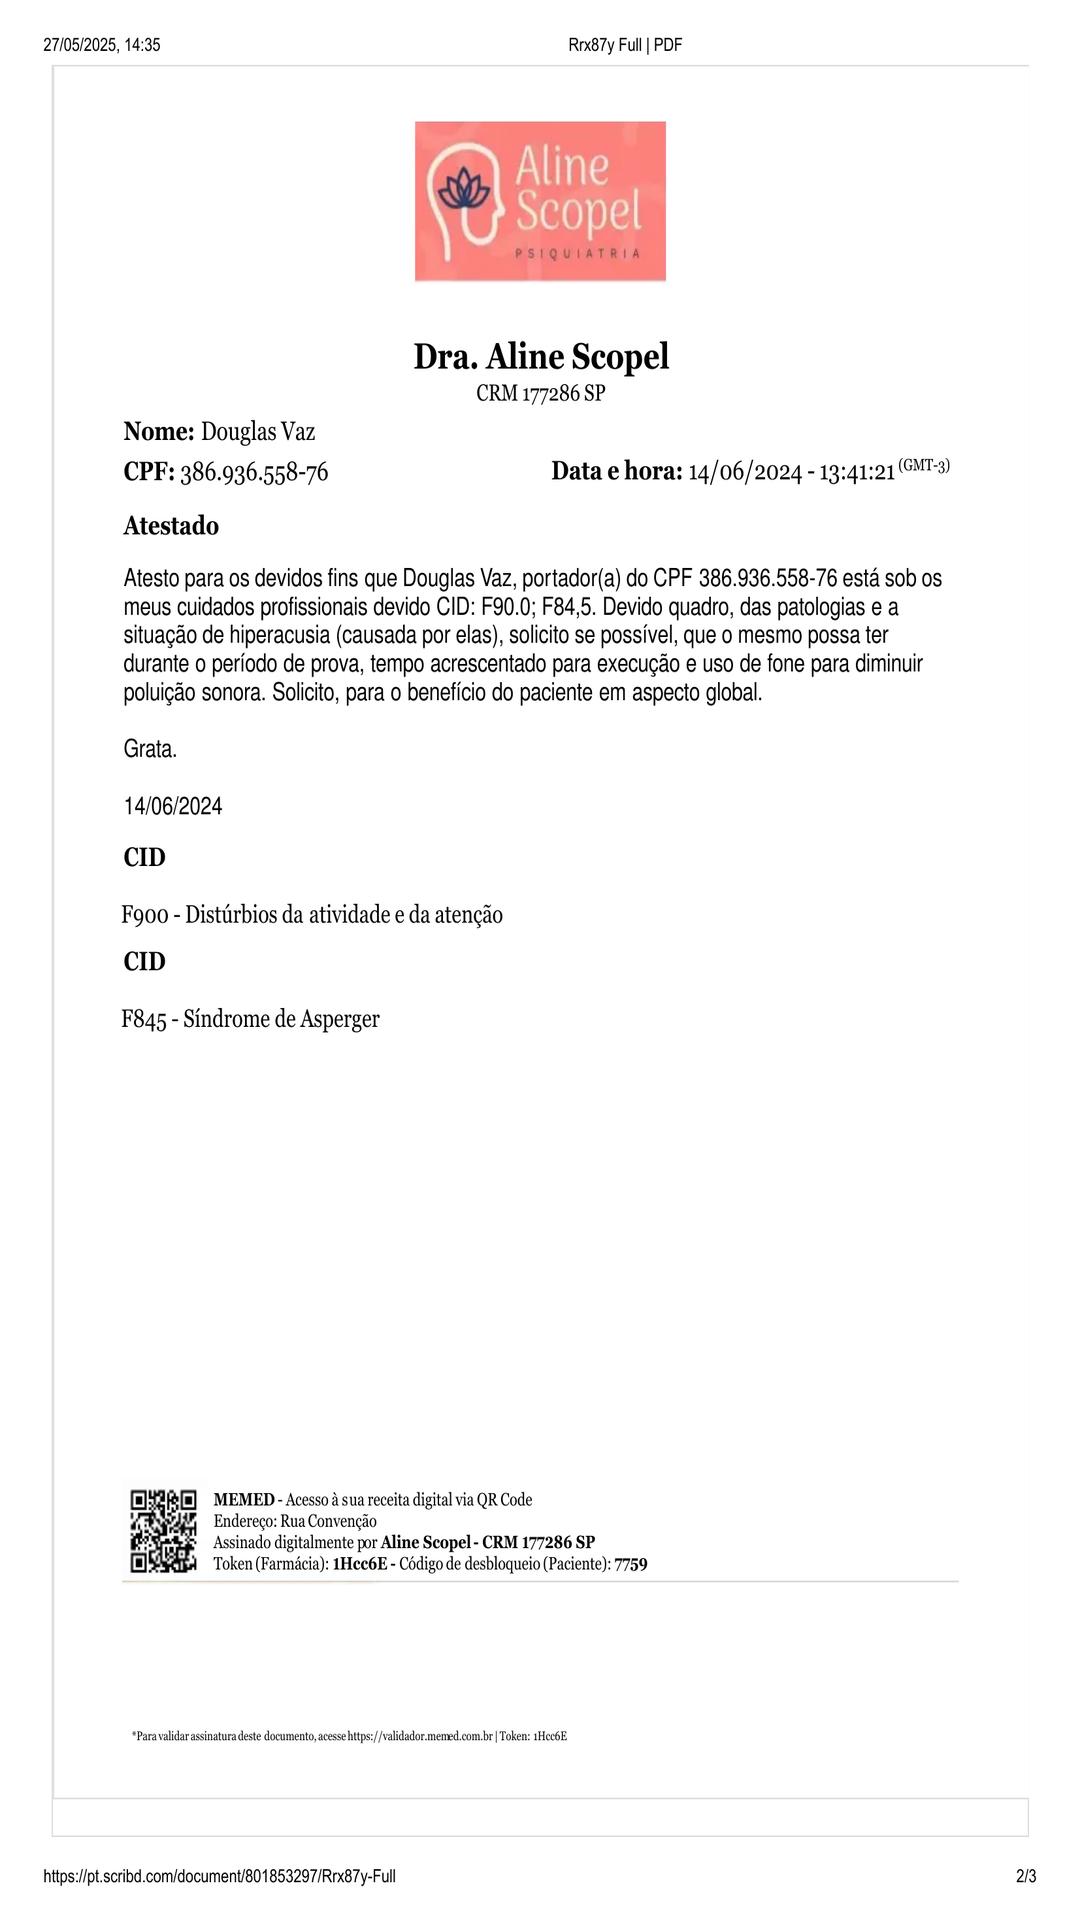 27/05/2025, 14:35 Rrx87y Full | PDF
Aline
Scopel
PSIQUIATRIA
Dra. Aline Scopel
CRM 177286 SP
Nome: Douglas Vaz
CPF: 386.936.558-76 Data e hora: 14/06/2024 - 13:41:21 (GMT-3)
Atestado
Atesto para os devidos fins que Douglas Vaz, portador(a) do CPF 386.936.558-76 está sob os
meus cuidados profissionais devido CID: F90.0; F84,5. Devido quadro, das patologias e a
situação de hiperacusia (causada por elas), solicito se possível, que o mesmo possa ter
durante o período de prova, tempo acrescentado para execução e uso de fone para diminuir
poluição sonora. Solicito, para o benefício do paciente em aspecto global.
Grata.
14/06/2024
CID
F900 - Distúrbios da atividade e da atenção
CID
F845 - Síndrome de Asperger
MEMED - Acesso à sua receita digital via QR Code
Endereço: Rua Convenção
Assinado digitalmente por Aline Scopel - CRM 177286 SP
Token (Farmácia): 1Hcc6E - Código de desbloqueio (Paciente): 7759
*Para validar assinatura deste documento, acesse https://validador.memed.com.br | Token: 1Hcc6E
https://pt.scribd.com/document/801853297/Rrx87y-Full 2/3